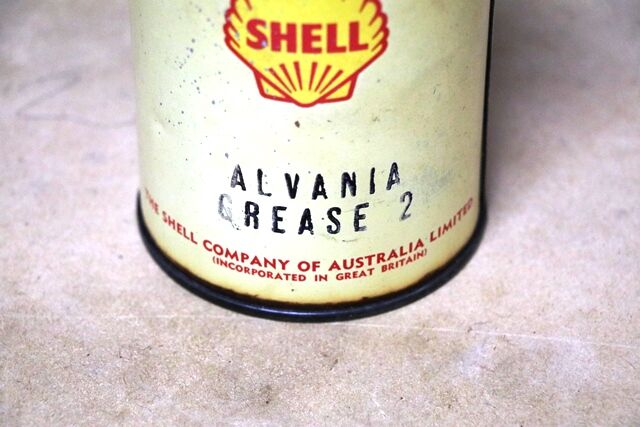 SHELL
ALVANIA
GREASE 2
THE SHELL COMPANY OF AUSTRALIA LIMITED
(INCORPORATED IN GREAT BRITAIN)